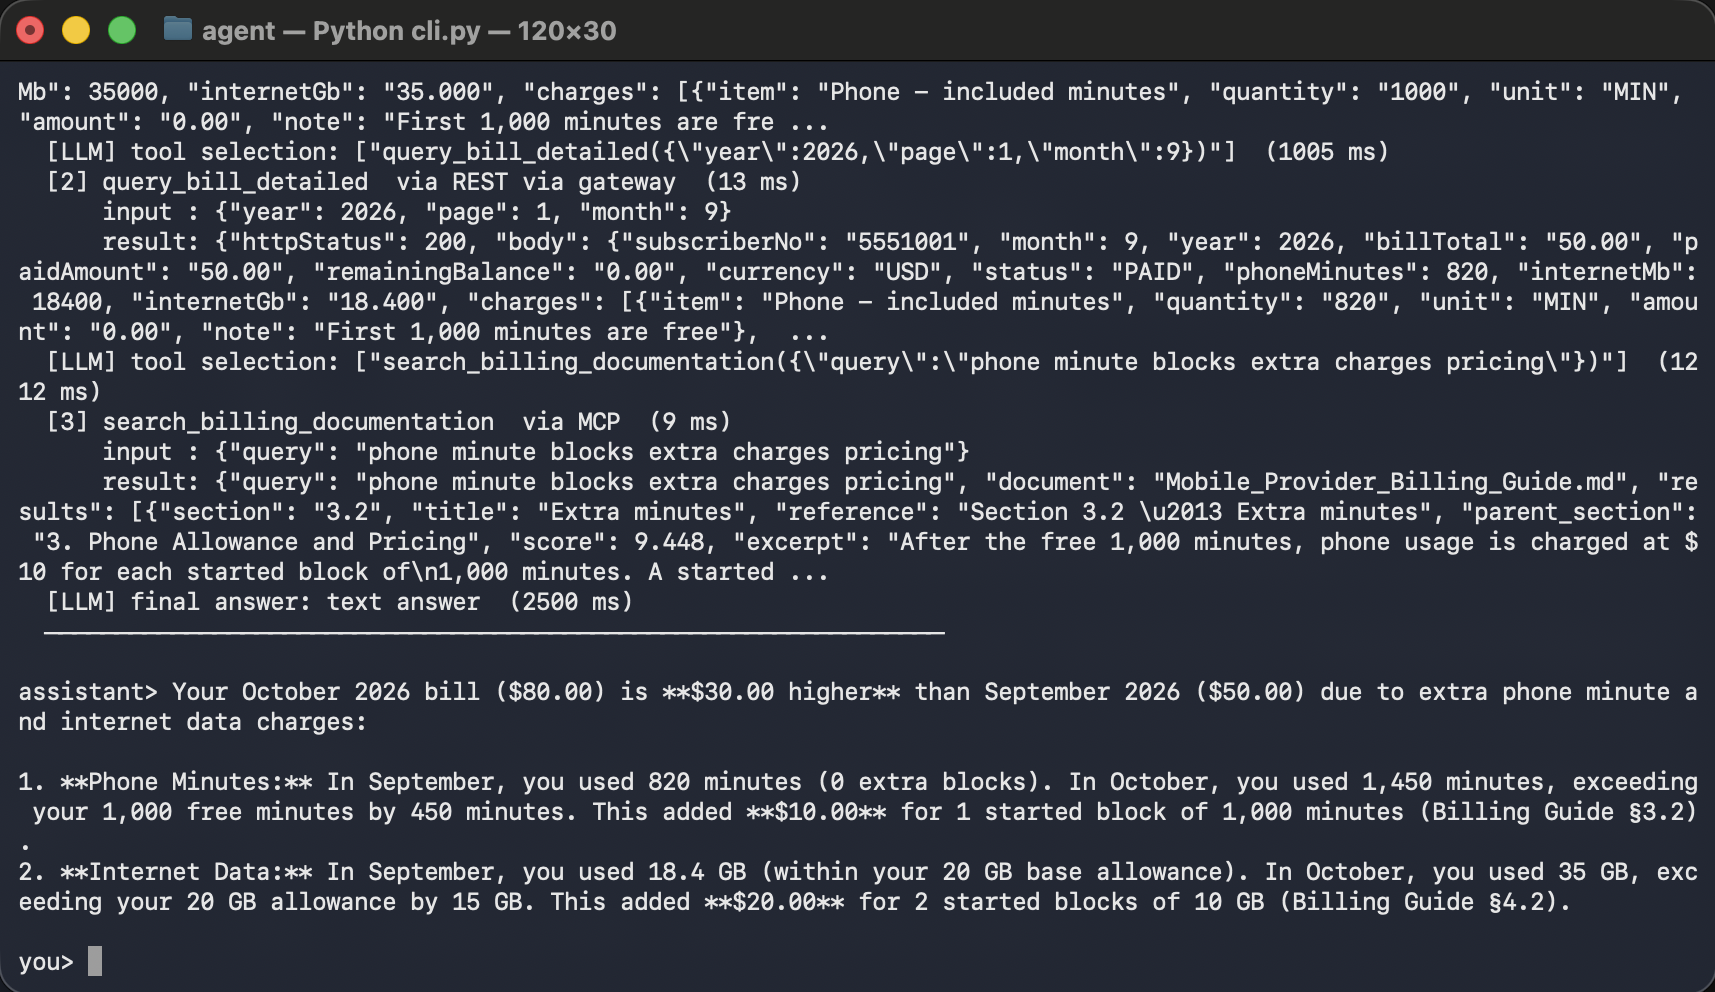 agent — Python cli.py — 120×30
Mb": 35000, "internetGb": "35.000", "charges": [{"item": "Phone – included minutes", "quantity": "1000", "unit": "MIN",
"amount": "0.00", "note": "First 1,000 minutes are fre ...
[LLM] tool selection: ["query_bill_detailed({\"year\":2026,\"page\":1,\"month\":9})"]  (1005 ms)
[2] query_bill_detailed  via REST via gateway  (13 ms)
input : {"year": 2026, "page": 1, "month": 9}
result: {"httpStatus": 200, "body": {"subscriberNo": "5551001", "month": 9, "year": 2026, "billTotal": "50.00", "p
aidAmount": "50.00", "remainingBalance": "0.00", "currency": "USD", "status": "PAID", "phoneMinutes": 820, "internetMb":
18400, "internetGb": "18.400", "charges": [{"item": "Phone – included minutes", "quantity": "820", "unit": "MIN", "amou
nt": "0.00", "note": "First 1,000 minutes are free"},  ...
[LLM] tool selection: ["search_billing_documentation({\"query\":\"phone minute blocks extra charges pricing\"})"]  (12
12 ms)
[3] search_billing_documentation  via MCP  (9 ms)
input : {"query": "phone minute blocks extra charges pricing"}
result: {"query": "phone minute blocks extra charges pricing", "document": "Mobile_Provider_Billing_Guide.md", "re
sults": [{"section": "3.2", "title": "Extra minutes", "reference": "Section 3.2 \u2013 Extra minutes", "parent_section":
"3. Phone Allowance and Pricing", "score": 9.448, "excerpt": "After the free 1,000 minutes, phone usage is charged at $
10 for each started block of\n1,000 minutes. A started ...
[LLM] final answer: text answer  (2500 ms)
assistant> Your October 2026 bill ($80.00) is **$30.00 higher** than September 2026 ($50.00) due to extra phone minute a
nd internet data charges:
1. **Phone Minutes:** In September, you used 820 minutes (0 extra blocks). In October, you used 1,450 minutes, exceeding
your 1,000 free minutes by 450 minutes. This added **$10.00** for 1 started block of 1,000 minutes (Billing Guide §3.2)
.
2. **Internet Data:** In September, you used 18.4 GB (within your 20 GB base allowance). In October, you used 35 GB, exc
eeding your 20 GB allowance by 15 GB. This added **$20.00** for 2 started blocks of 10 GB (Billing Guide §4.2).
you>